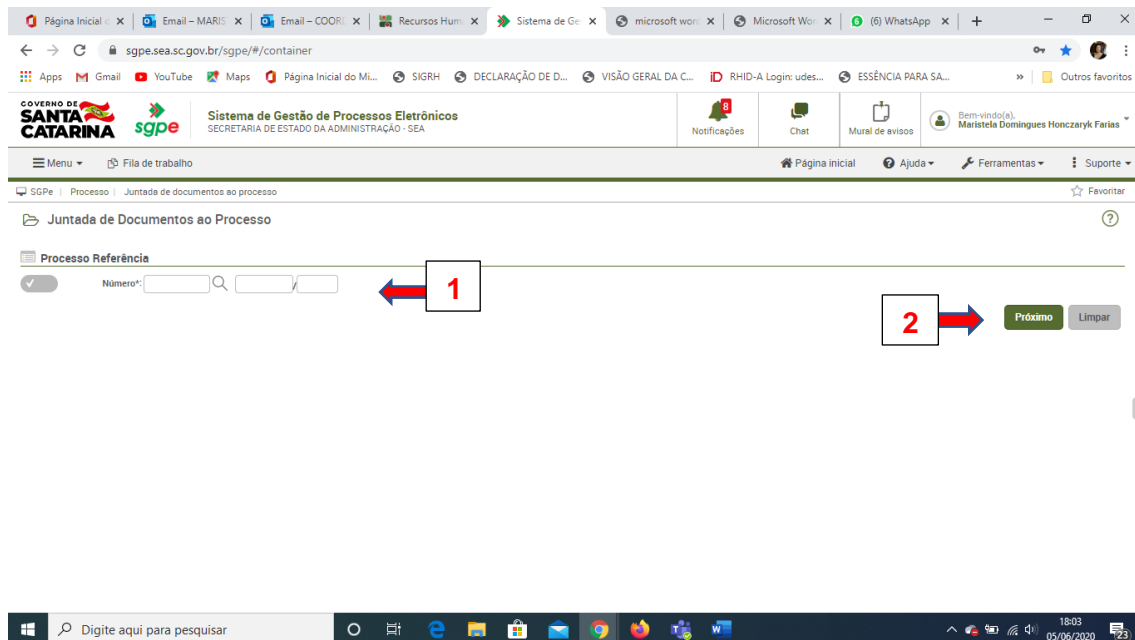 Página Inicial d
Email – MARIS
Email – COORD
Recursos Hum
Sistema de Ge
microsoft word
Microsoft Wor
(6) WhatsApp
sgpe.sea.sc.gov.br/sgpe/#/container
Apps
Gmail
YouTube
Maps
Página Inicial do Mi...
SIGRH
DECLARAÇÃO DE D...
VISÃO GERAL DA C...
RHID-A Login: udes...
ESSÊNCIA PARA SA...
»
Outros favoritos
GOVERNO DE
SANTA
CATARINA
sgpe
Sistema de Gestão de Processos Eletrônicos
SECRETARIA DE ESTADO DA ADMINISTRAÇÃO - SEA
8
Notificações
Chat
Mural de avisos
Bem-vindo(a),
Maristela Domingues Honczaryk Farias
Menu
Fila de trabalho
Página inicial
Ajuda
Ferramentas
Suporte
SGPe | Processo | Juntada de documentos ao processo
Favoritar
Juntada de Documentos ao Processo
?
Processo Referência
Número*:
/
1
2
Próximo
Limpar
Digite aqui para pesquisar
18:03
05/06/2020
22